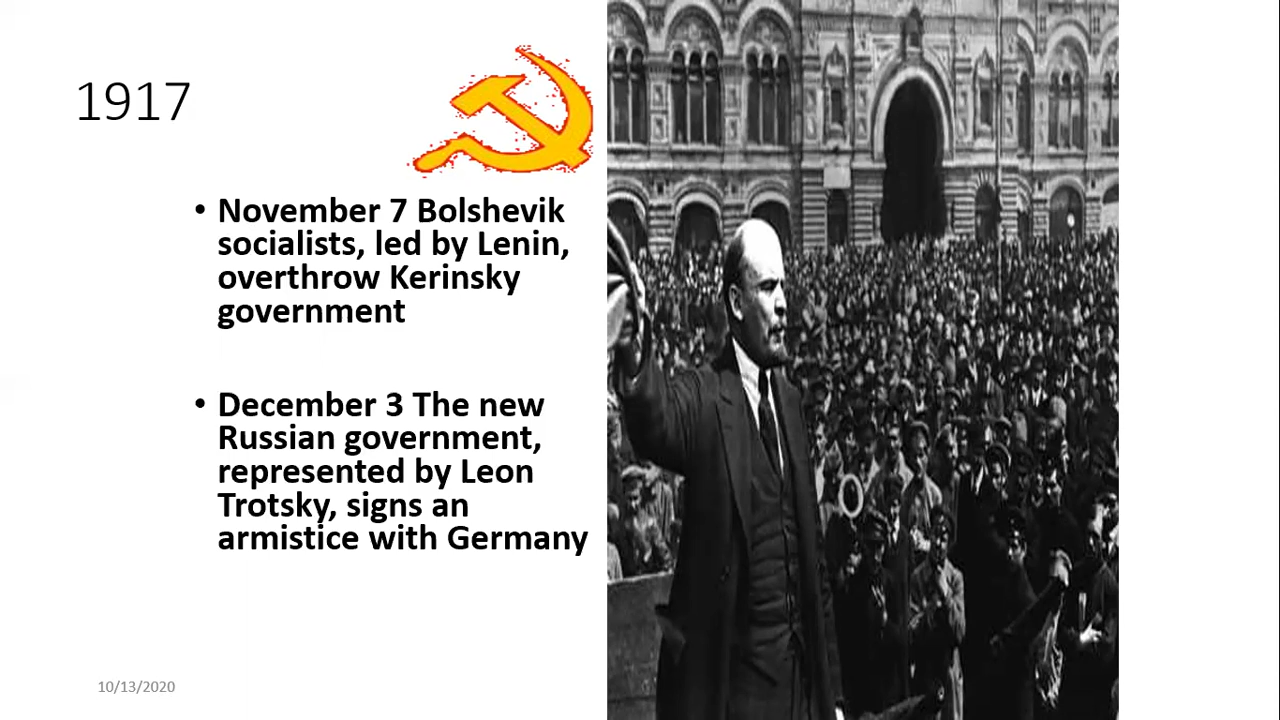 1917
• November 7 Bolshevik
socialists, led by Lenin,
overthrow Kerinsky
government
• December 3 The new
Russian government,
represented by Leon
Trotsky, signs an
armistice with Germany
10/13/2020